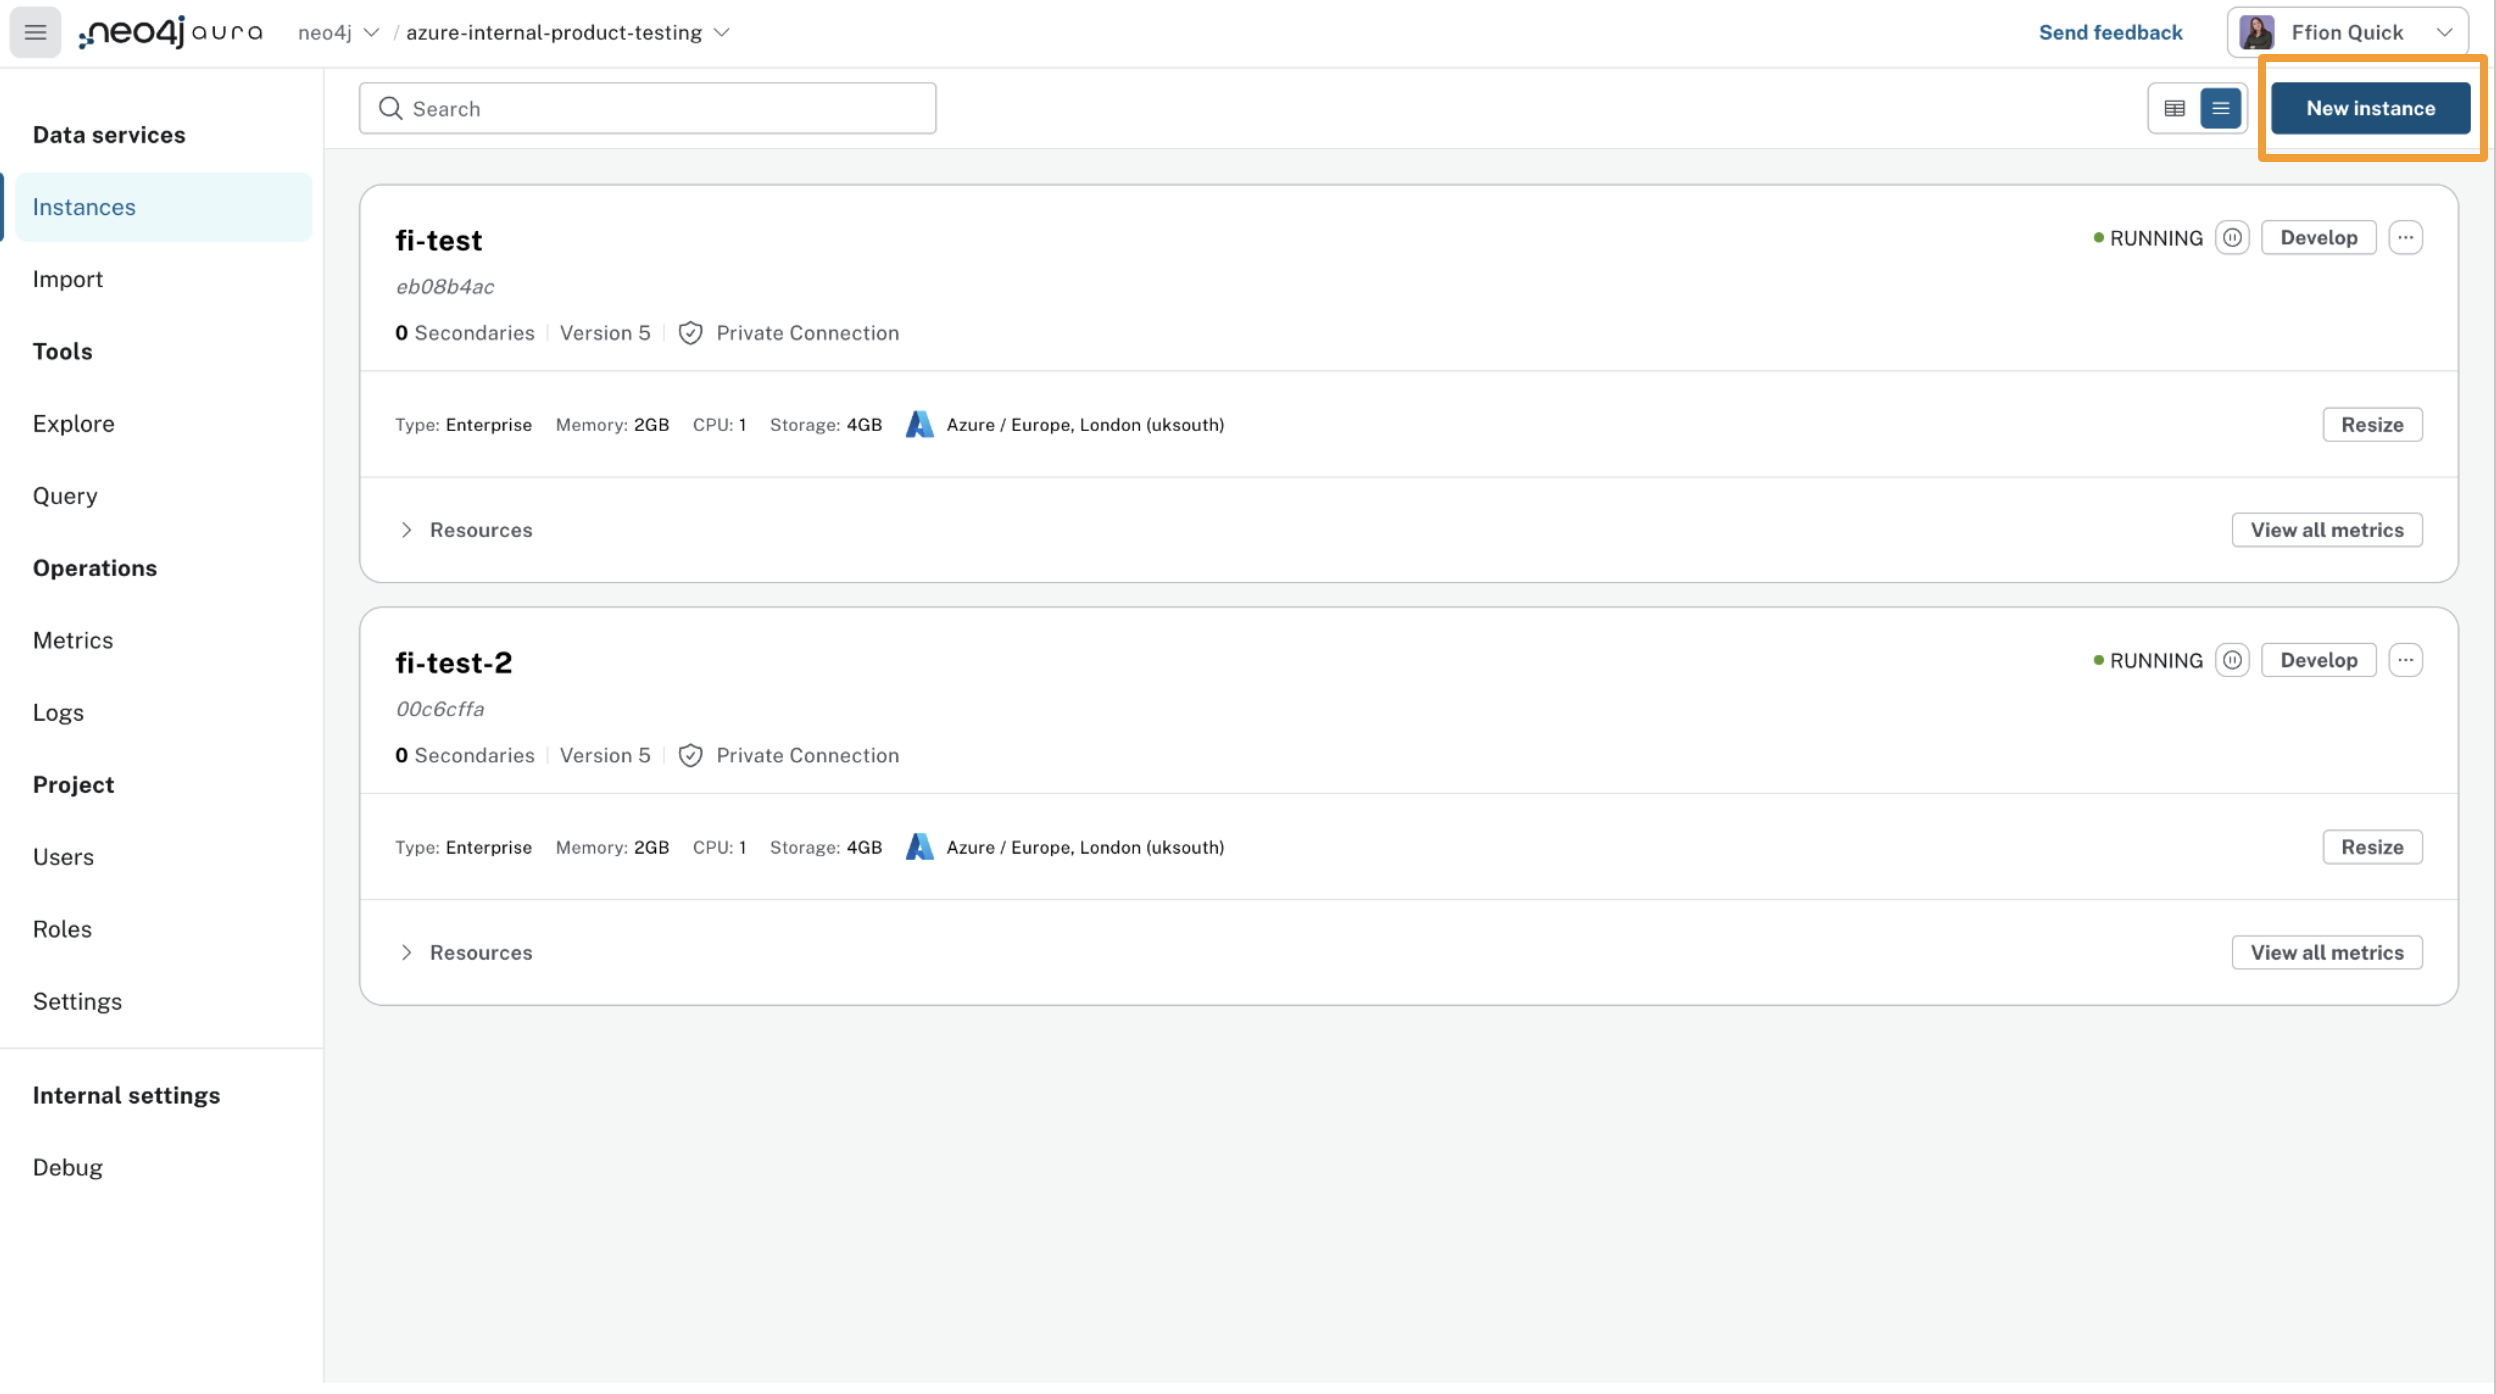 neo4j aura neo4j / azure-internal-product-testing Send feedback Ffion Quick
Search New instance
Data services
Instances
Import
Tools
Explore
Query
Operations
Metrics
Logs
Project
Users
Roles
Settings
Internal settings
Debug
fi-test RUNNING Develop ...
eb08b4ac
0 Secondaries Version 5 Private Connection
Type: Enterprise Memory: 2GB CPU: 1 Storage: 4GB Azure / Europe, London (uksouth) Resize
Resources View all metrics
fi-test-2 RUNNING Develop ...
00c6cffa
0 Secondaries Version 5 Private Connection
Type: Enterprise Memory: 2GB CPU: 1 Storage: 4GB Azure / Europe, London (uksouth) Resize
Resources View all metrics